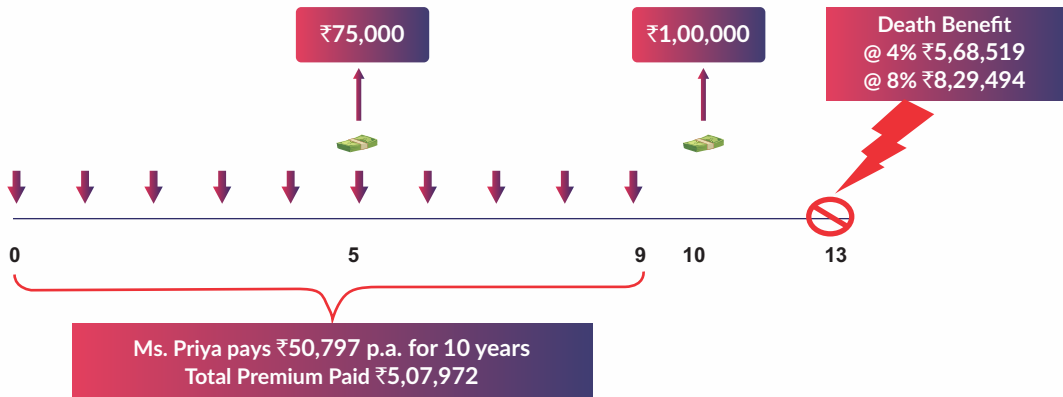 ₹75,000
₹1,00,000
Death Benefit
@ 4% ₹5,68,519
@ 8% ₹8,29,494
0
5
9
10
13
Ms. Priya pays ₹50,797 p.a. for 10 years
Total Premium Paid ₹5,07,972